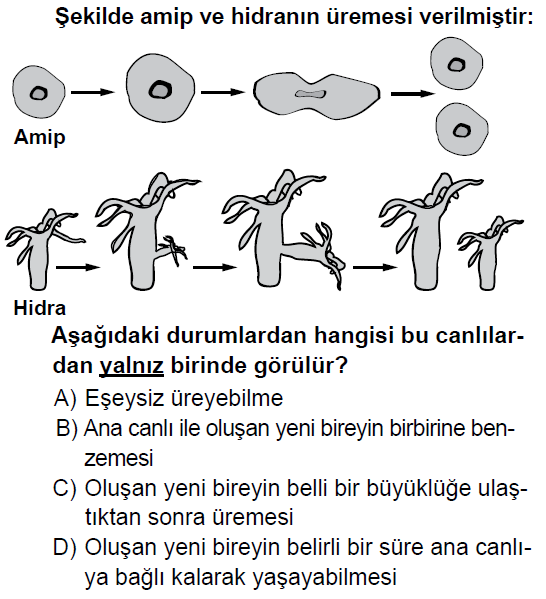 Şekilde amip ve hidranın üremesi verilmiştir:
Amip
Hidra
Aşağıdaki durumlardan hangisi bu canlılar-
dan yalnız birinde görülür?
A) Eşeysiz üreyebilme
B) Ana canlı ile oluşan yeni bireyin birbirine ben-
zemesi
C) Oluşan yeni bireyin belli bir büyüklüğe ulaş-
tıktan sonra üremesi
D) Oluşan yeni bireyin belirli bir süre ana canlı-
ya bağlı kalarak yaşayabilmesi